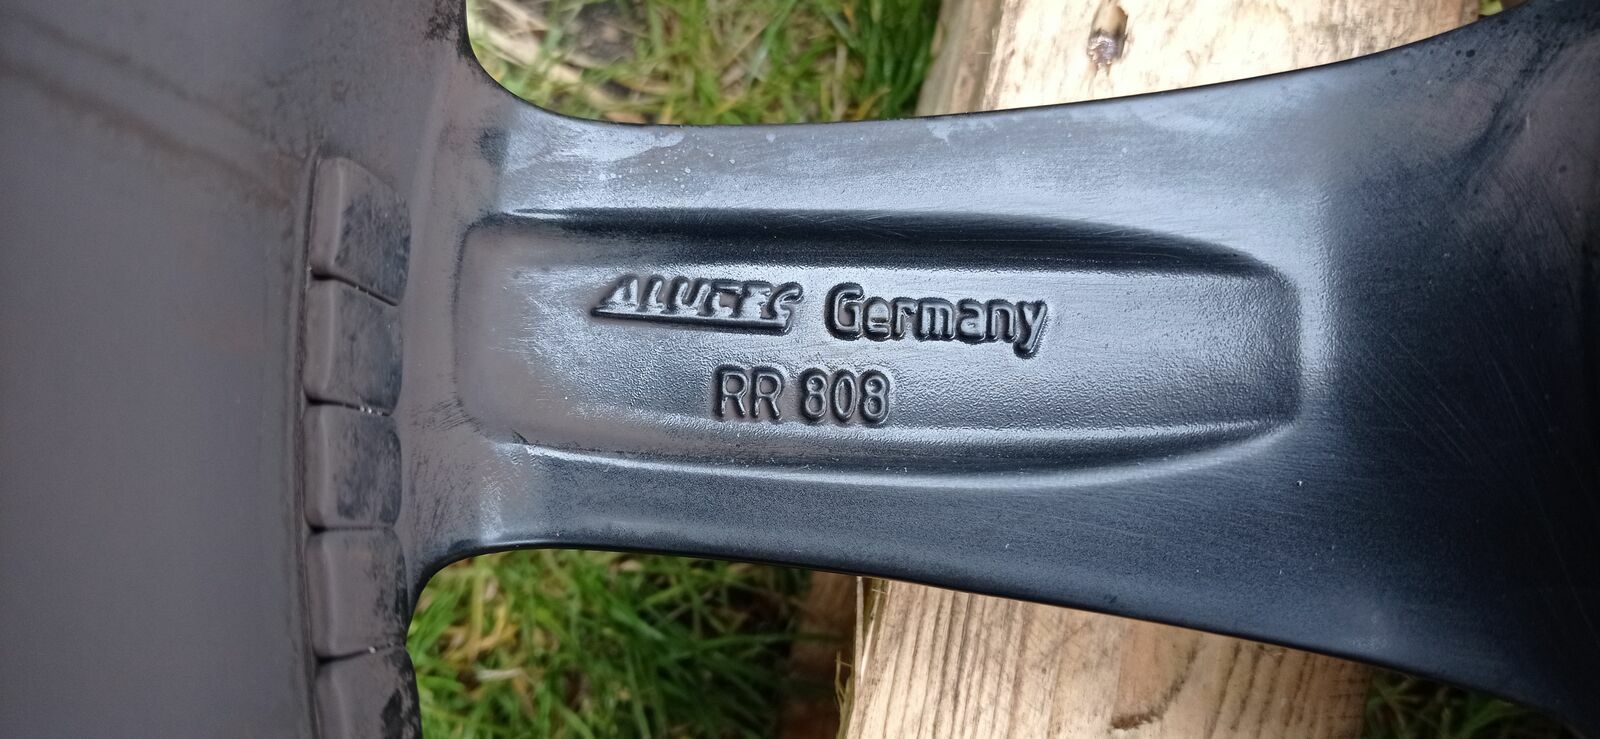 ALUTEC Germany
RR 808